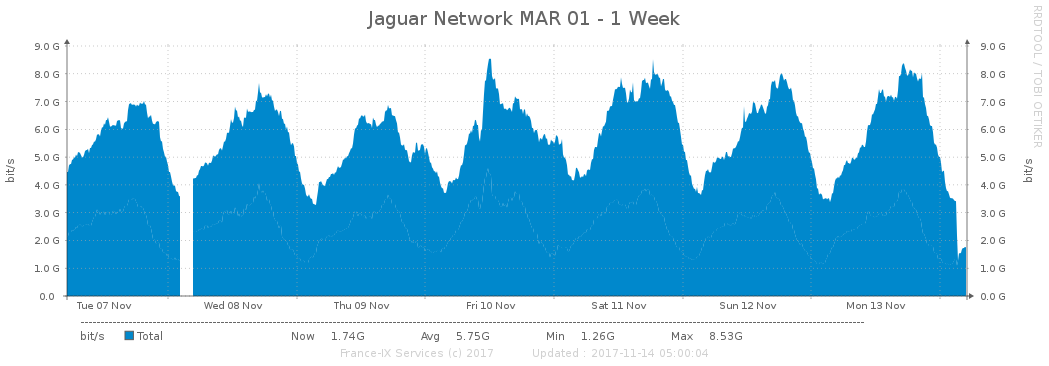 Jaguar Network MAR 01 - 1 Week
RRDTOOL / TOBI OETIKER
9.0 G 9.0 G
8.0 G 8.0 G
7.0 G 7.0 G
6.0 G 6.0 G
5.0 G 5.0 G
4.0 G 4.0 G
3.0 G 3.0 G
2.0 G 2.0 G
1.0 G 1.0 G
0.0 0.0 G
bit/s
bit/s
Tue 07 Nov Wed 08 Nov Thu 09 Nov Fri 10 Nov Sat 11 Nov Sun 12 Nov Mon 13 Nov
bit/s Total Now 1.74G Avg 5.75G Min 1.26G Max 8.53G
France-IX Services (c) 2017 Updated : 2017-11-14 05:00:04